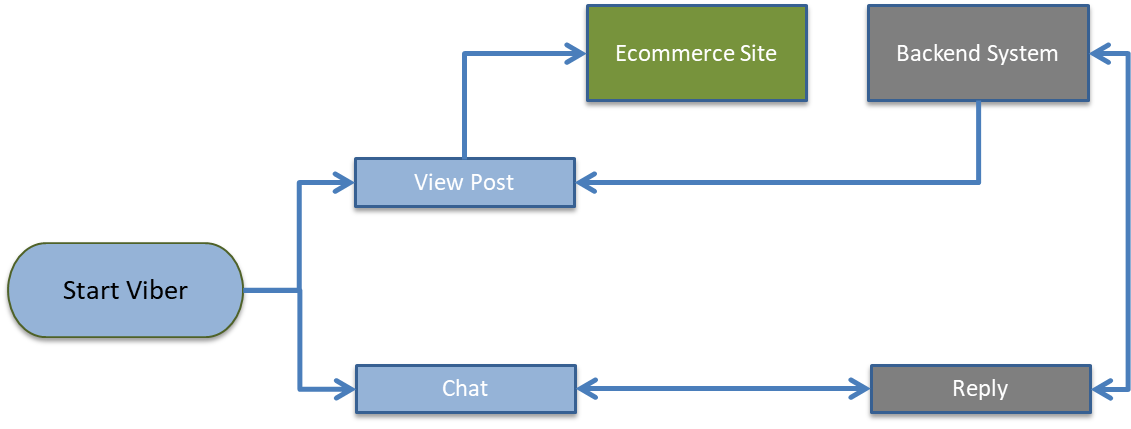 Ecommerce Site
Backend System
View Post
Start Viber
Chat
Reply